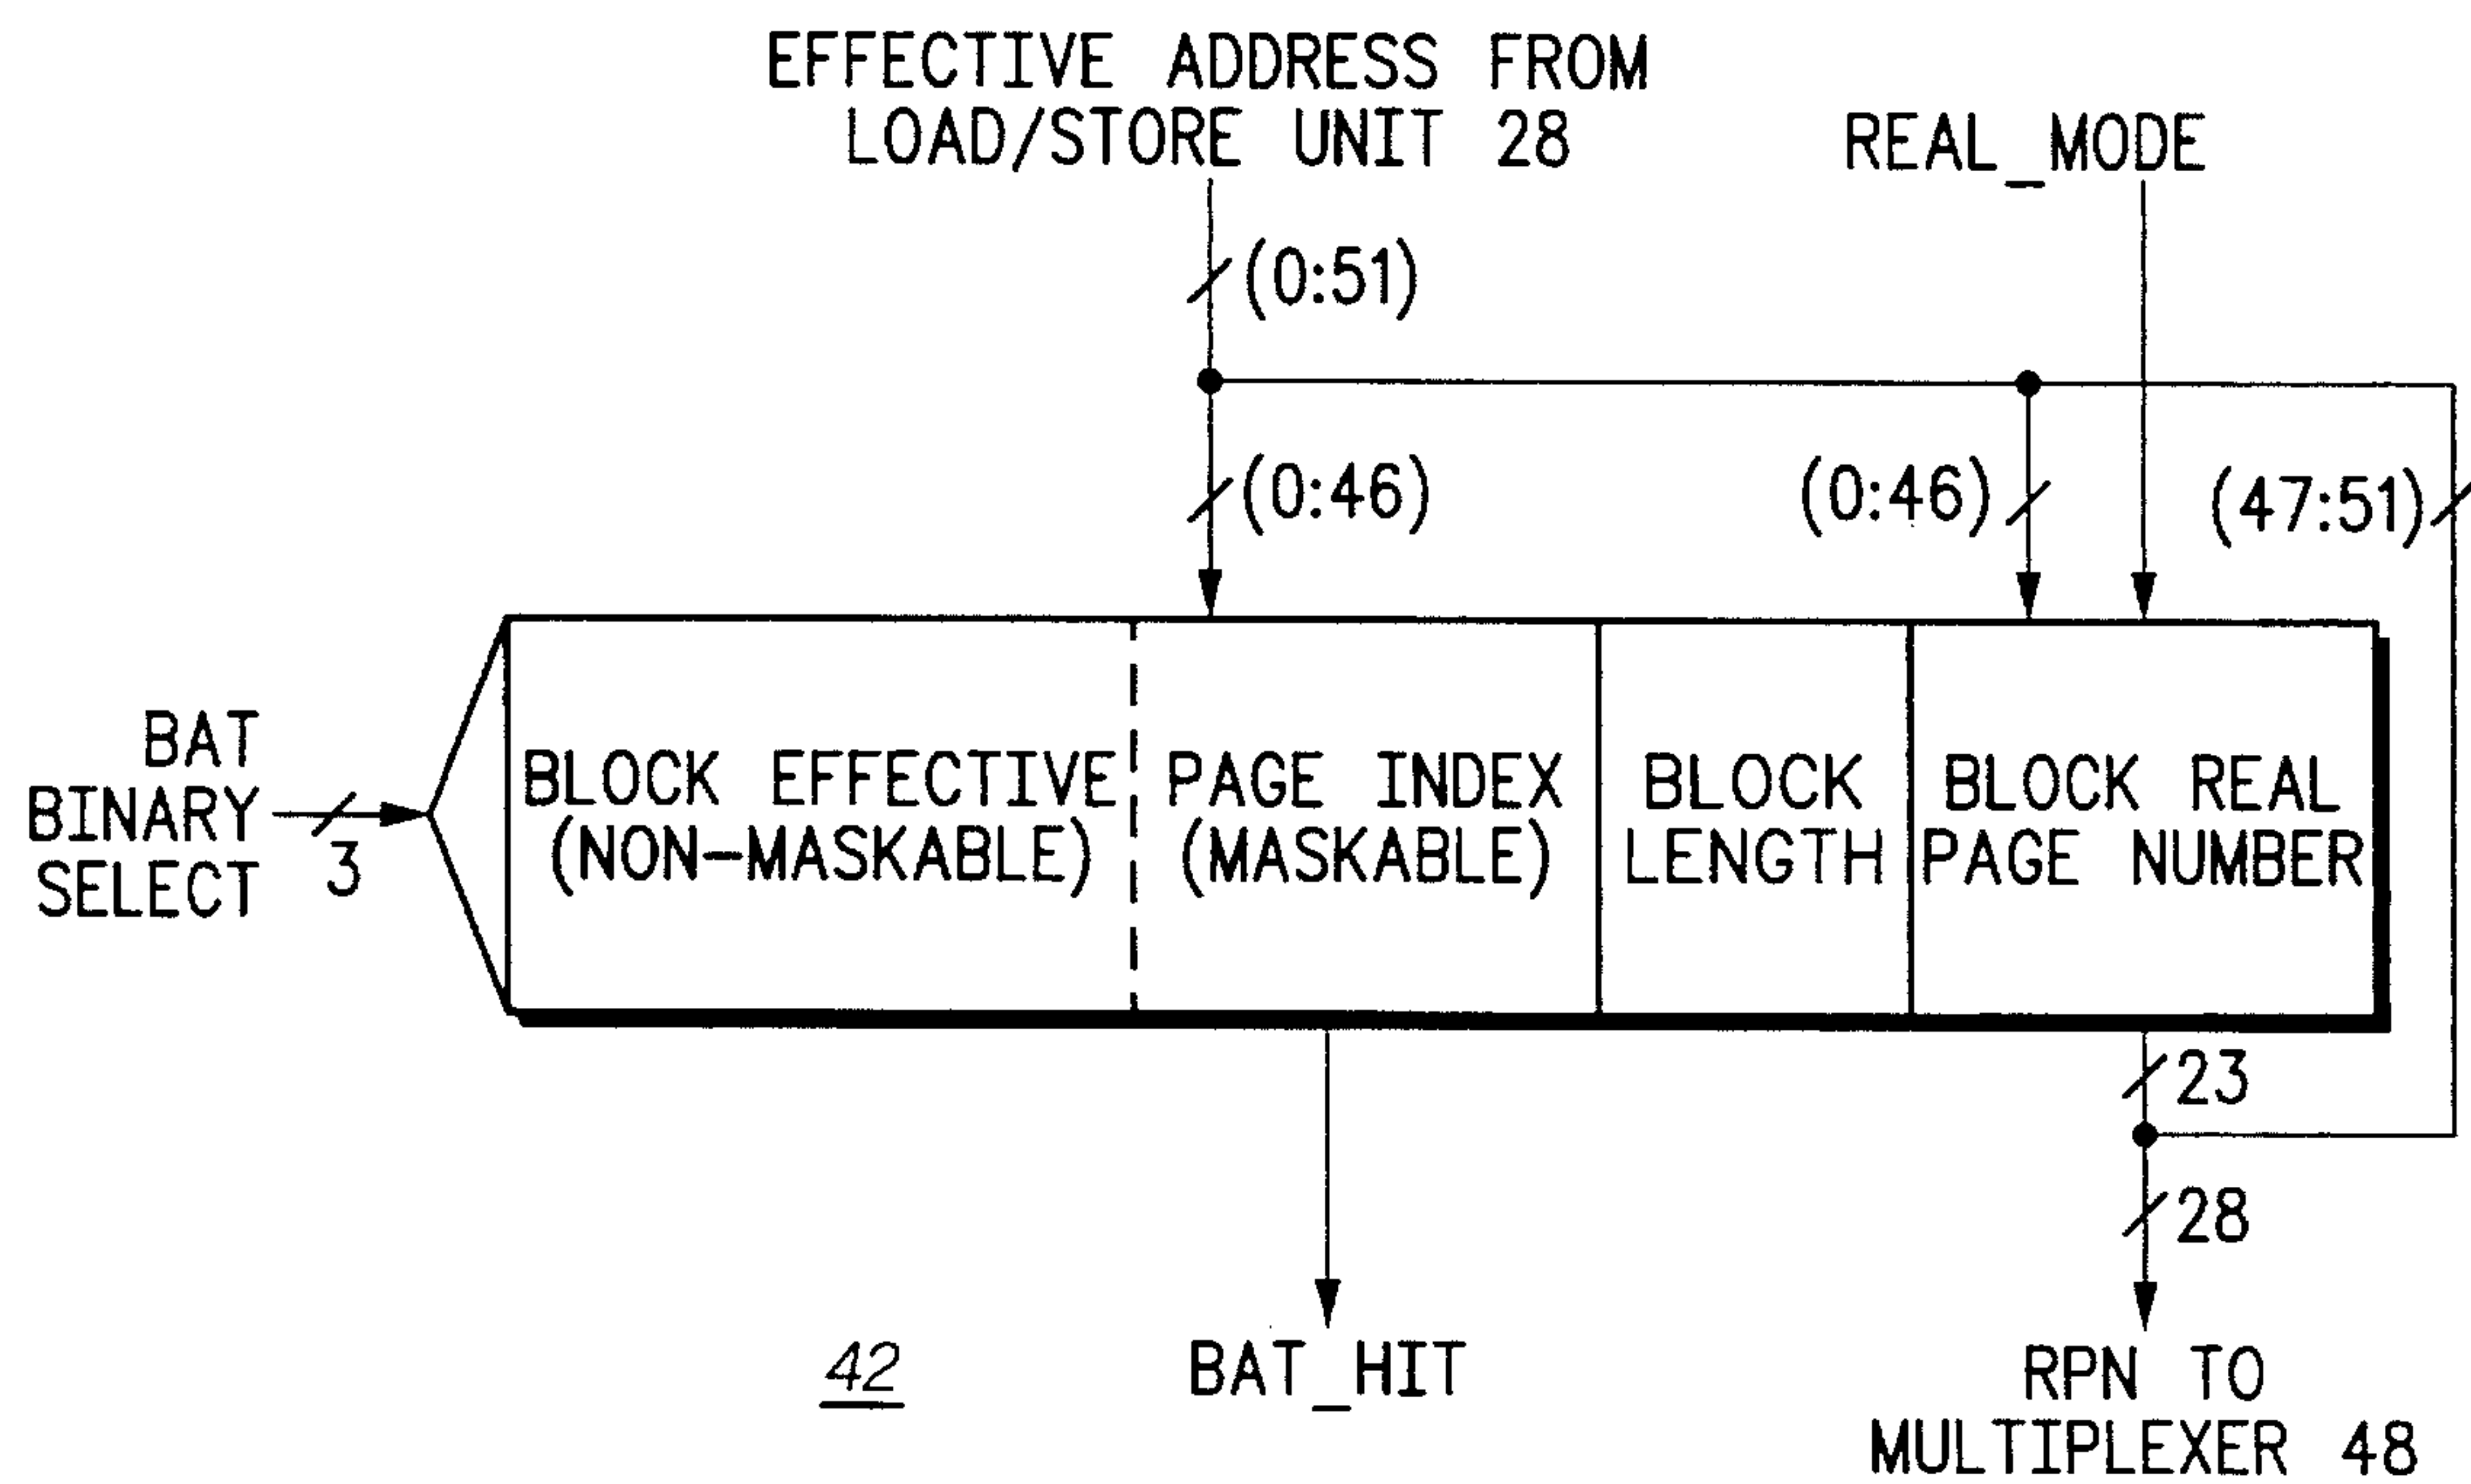 EFFECTIVE ADDRESS FROM
LOAD/STORE UNIT 28
REAL_MODE
(0:51)
(0:46)
(0:46)
(47:51)
BAT
BINARY
SELECT
3
BLOCK EFFECTIVE
(NON-MASKABLE)
PAGE INDEX
(MASKABLE)
BLOCK
LENGTH
BLOCK REAL
PAGE NUMBER
23
28
42
BAT_HIT
RPN TO
MULTIPLEXER 48